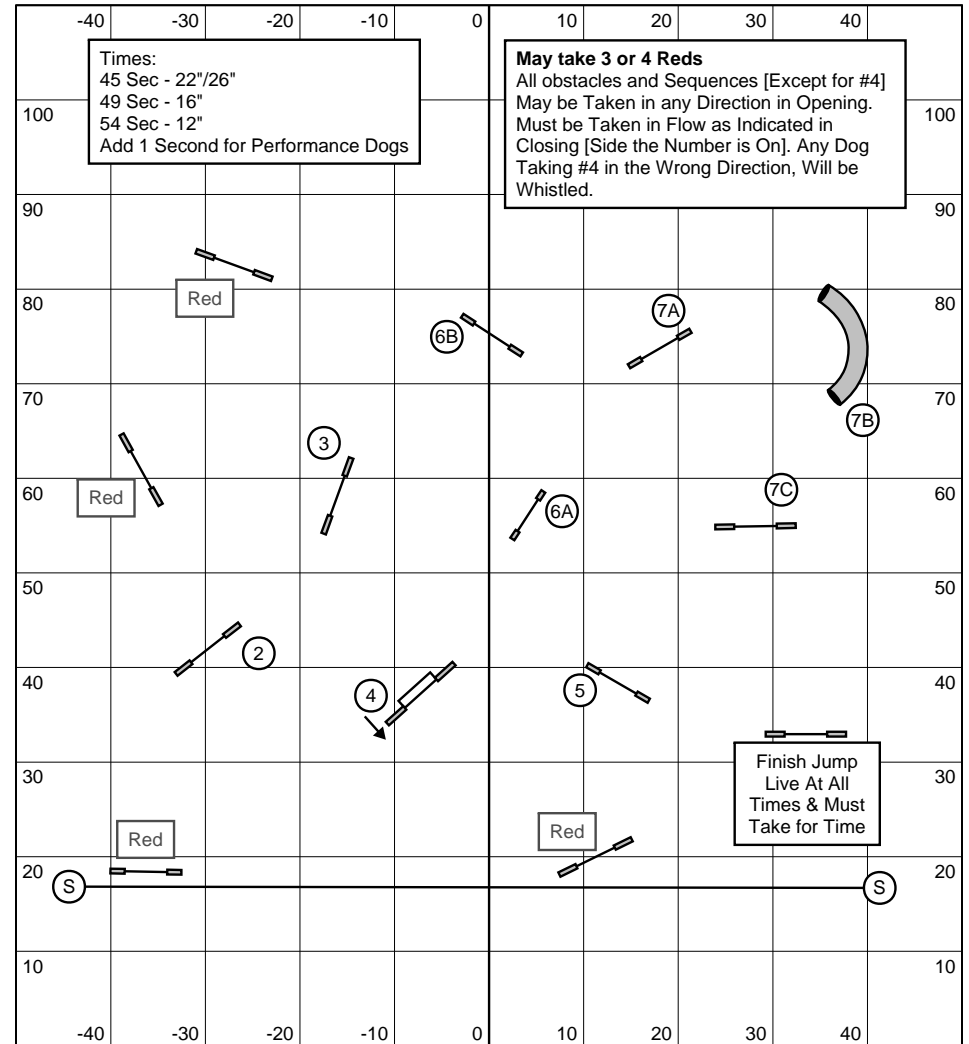 -40 -30 -20 -10 0 10 20 30 40
Times:
45 Sec - 22"/26"
49 Sec - 16"
54 Sec - 12"
Add 1 Second for Performance Dogs
May take 3 or 4 Reds
All obstacles and Sequences [Except for #4]
May be Taken in any Direction in Opening.
Must be Taken in Flow as Indicated in
Closing [Side the Number is On]. Any Dog
Taking #4 in the Wrong Direction, Will be
Whistled.
100 100
90 90
80 Red 80
6B 7A
70 70
7B
3
60 Red 60
6A 7C
50 50
2
40 40
4 5
30 30
Finish Jump
Live At All
Times & Must
Take for Time
Red Red
20 20
S S
10 10
-40 -30 -20 -10 0 10 20 30 40